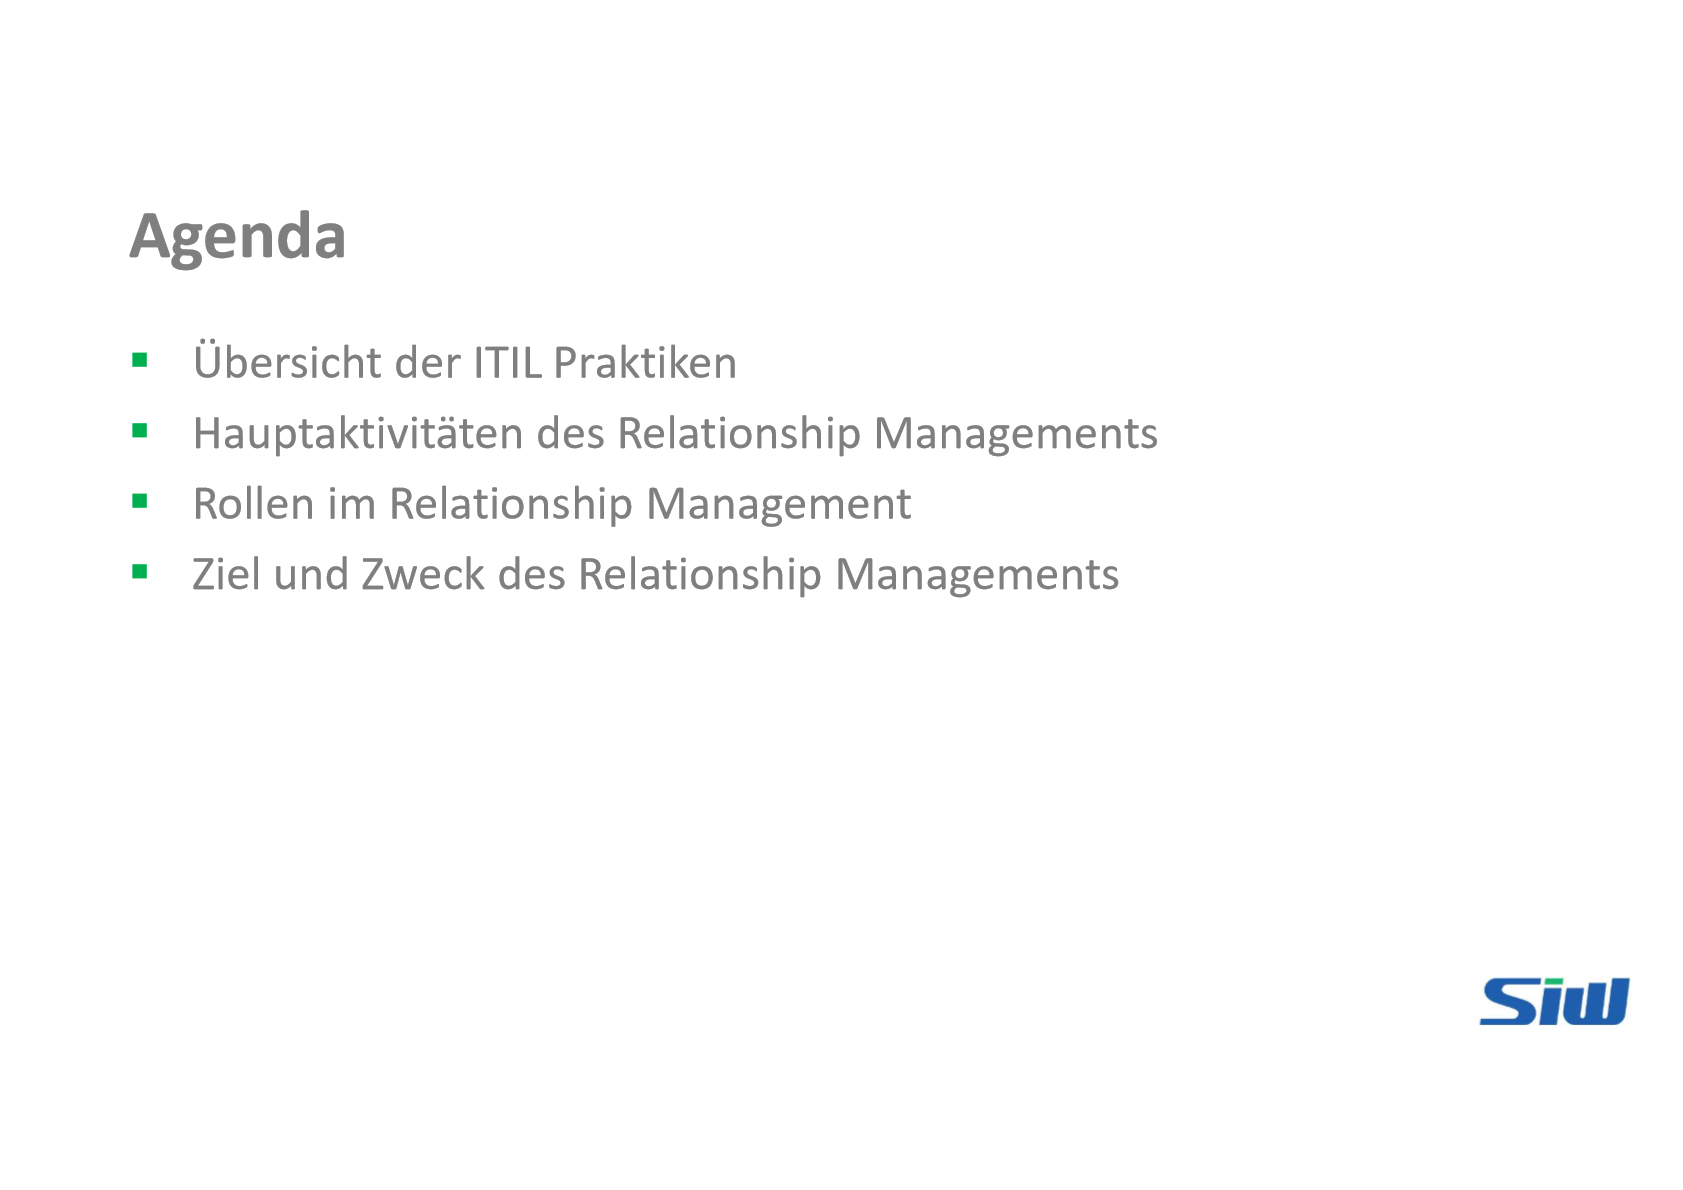 Agenda
Übersicht der ITIL Praktiken
Hauptaktivitäten des Relationship Managements
Rollen im Relationship Management
Ziel und Zweck des Relationship Managements
Siw